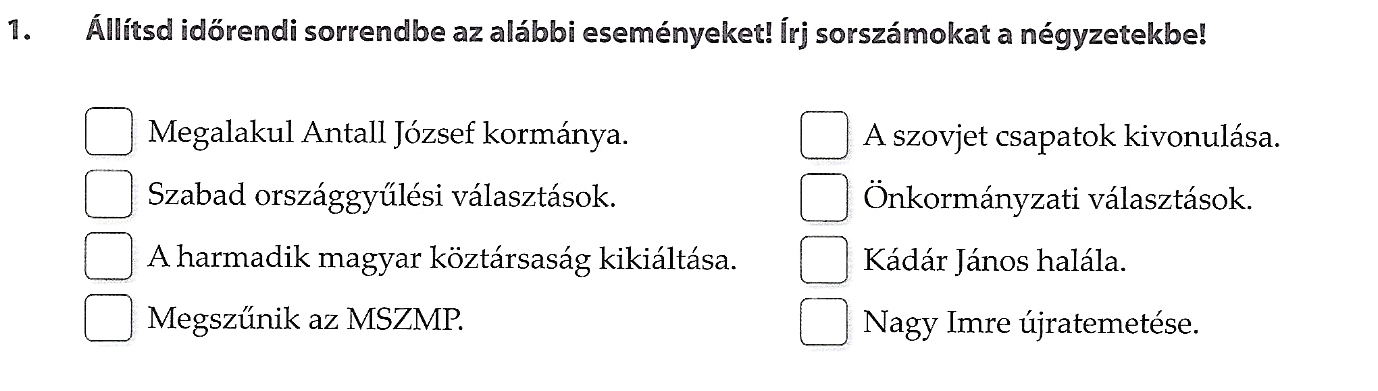 1. Állítsd időrendi sorrendbe az alábbi eseményeket! Írj sorszámokat a négyzetekbe!
Megalakul Antall József kormánya.
Szabad országgyűlési választások.
A harmadik magyar köztársaság kikiáltása.
Megszűnik az MSZMP.
A szovjet csapatok kivonulása.
Önkormányzati választások.
Kádár János halála.
Nagy Imre újratemetése.